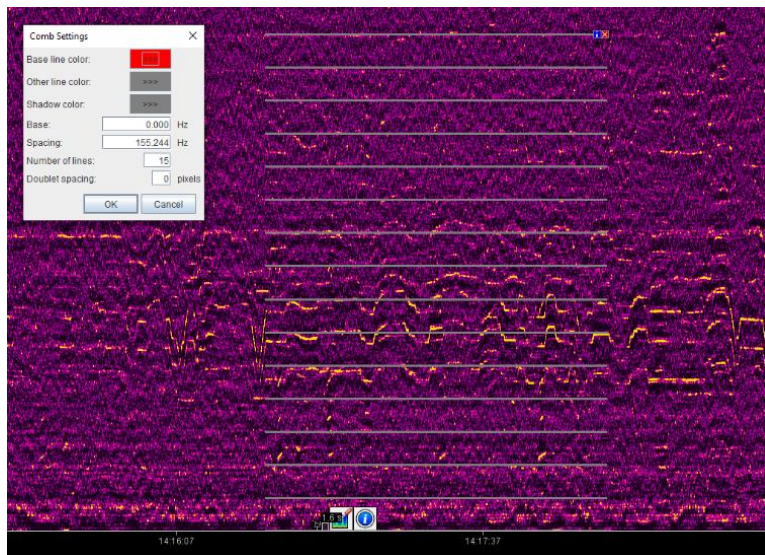 Comb Settings
Base line color: >>>
Other line color: >>>
Shadow color: >>>
Base: 0.000 Hz
Spacing: 155.244 Hz
Number of lines: 15
Doublet spacing: 0 pixels
OK Cancel
14:16:07 14:17:37